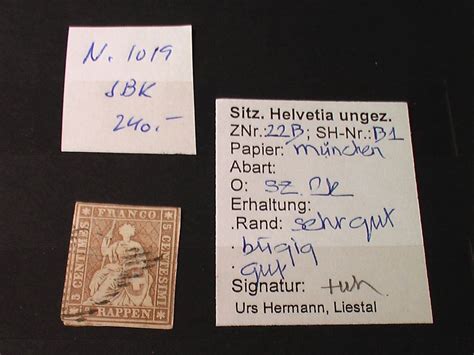 N. 1019
SBK
240.-
Sitz. Helvetia ungez.
ZNr.: 22B; SH-Nr.: B1
Papier: München
Abart:
O: SZ
Erhaltung:
.Rand: sehr gut
. bügig
. gut
Signatur:
Urs Hermann, Liestal
FRANCO
5 CENTESIMI
RAPPEN
5 CENTIMES